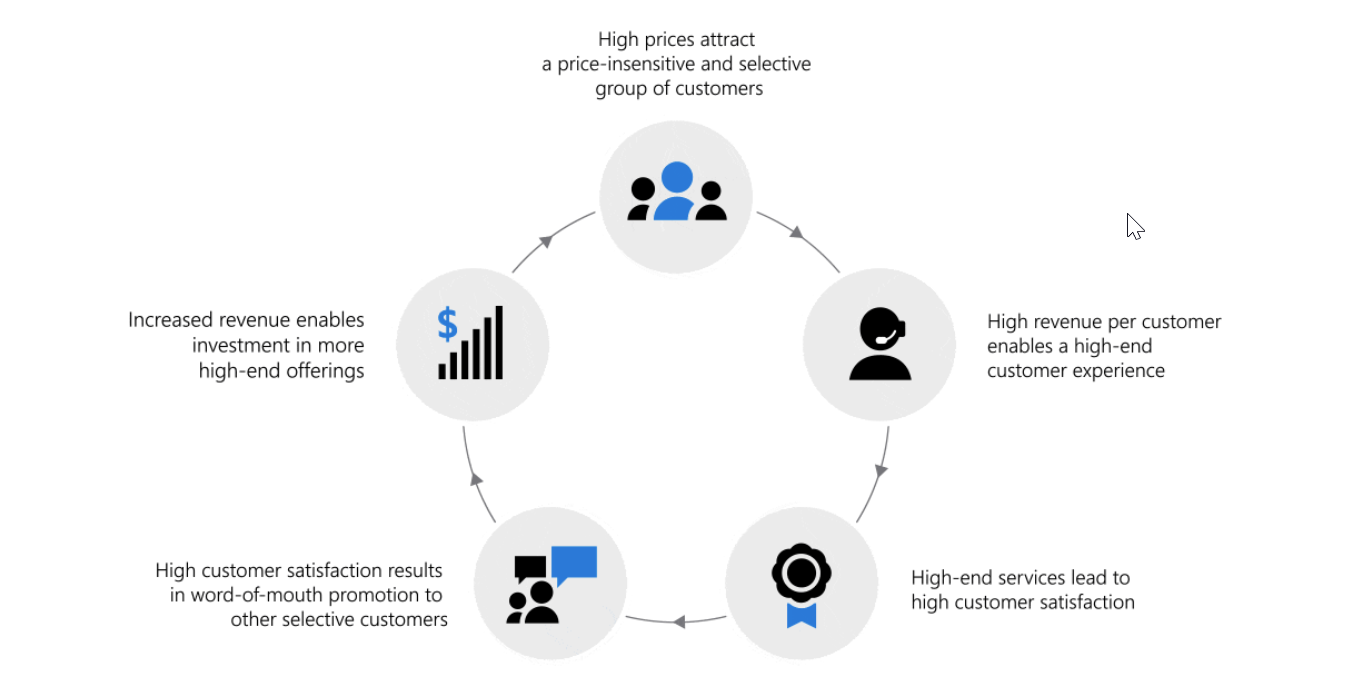 High prices attract
a price-insensitive and selective
group of customers
High revenue per customer
enables a high-end
customer experience
High-end services lead to
high customer satisfaction
High customer satisfaction results
in word-of-mouth promotion to
other selective customers
Increased revenue enables
investment in more
high-end offerings
$